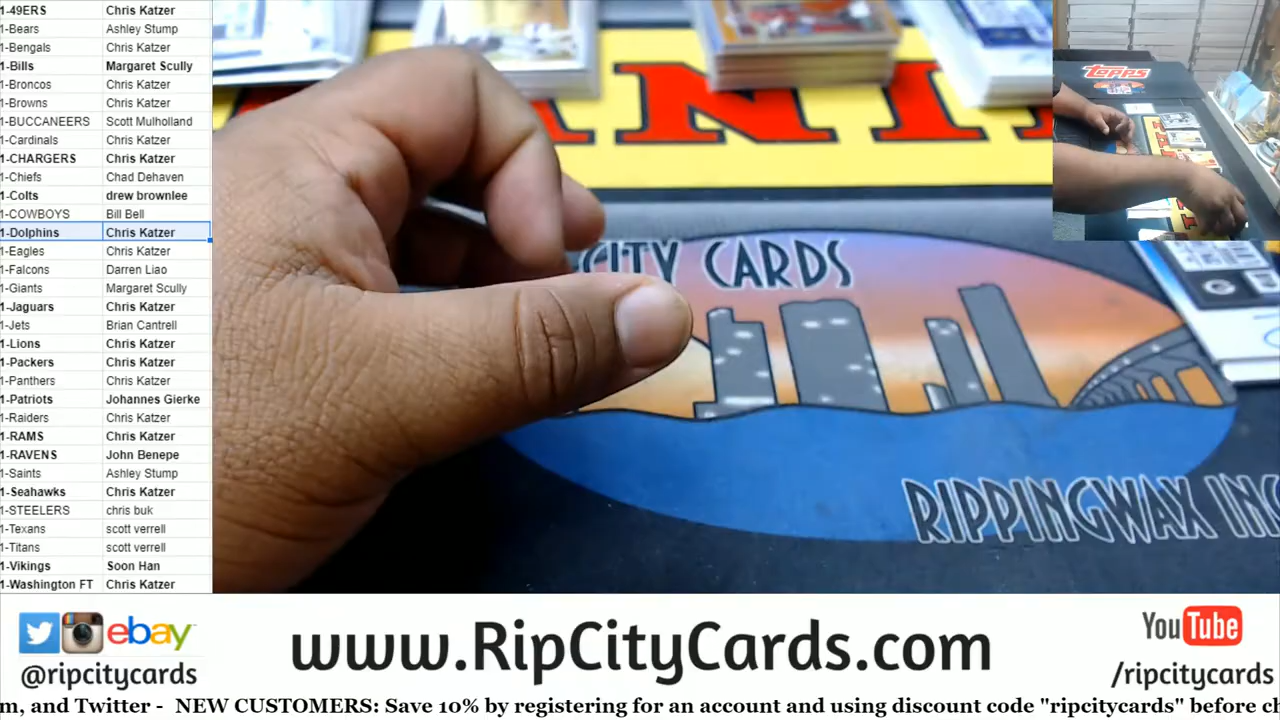 1-49ERS Chris Katzer
1-Bears Ashley Stump
1-Bengals Chris Katzer
1-Bills Margaret Scully
1-Broncos Chris Katzer
1-Browns Chris Katzer
1-BUCCANEERS Scott Mulholland
1-Cardinals Chris Katzer
1-CHARGERS Chris Katzer
1-Chiefs Chad Dehaven
1-Colts drew brownlee
1-COWBOYS Bill Bell
1-Dolphins Chris Katzer
1-Eagles Chris Katzer
1-Falcons Darren Liao
1-Giants Margaret Scully
1-Jaguars Chris Katzer
1-Jets Brian Cantrell
1-Lions Chris Katzer
1-Packers Chris Katzer
1-Panthers Chris Katzer
1-Patriots Johannes Gierke
1-Raiders Chris Katzer
1-RAMS Chris Katzer
1-RAVENS John Benepe
1-Saints Ashley Stump
1-Seahawks Chris Katzer
1-STEELERS chris buk
1-Texans scott verrell
1-Titans scott verrell
1-Vikings Soon Han
1-Washington FT Chris Katzer
CITY CARDS
RIPPINGWAX INC
topps
ebay
@ripcitycards
www.RipCityCards.com
YouTube
/ripcitycards
m, and Twitter - NEW CUSTOMERS: Save 10% by registering for an account and using discount code "ripcitycards" before ch